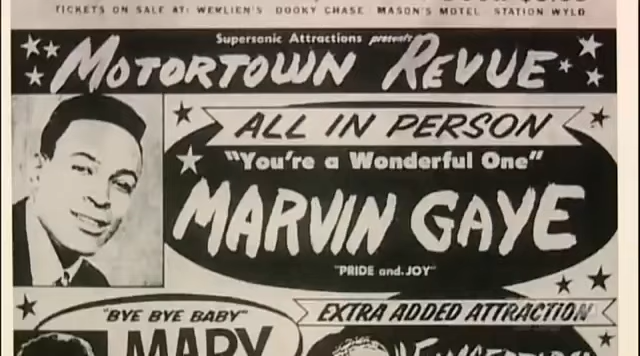 TICKETS ON SALE AT: WERLIEN'S DOOKY CHASE MASON'S MOTEL STATION WYLD
Supersonic Attractions presents
MOTORTOWN REVUE
ALL IN PERSON
"You're a Wonderful One"
MARVIN GAYE
"PRIDE and JOY"
"BYE BYE BABY"
EXTRA ADDED ATTRACTION
MARY